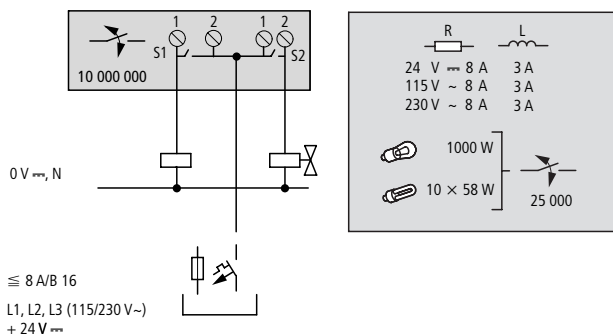 1 2 1 2
S1 S2
10 000 000
0 V ⎓, N
≦ 8 A/B 16
L1, L2, L3 (115/230 V~)
+ 24 V ⎓
R L
24 V ⎓ 8 A 3 A
115 V ~ 8 A 3 A
230 V ~ 8 A 3 A
1000 W
10 × 58 W
25 000